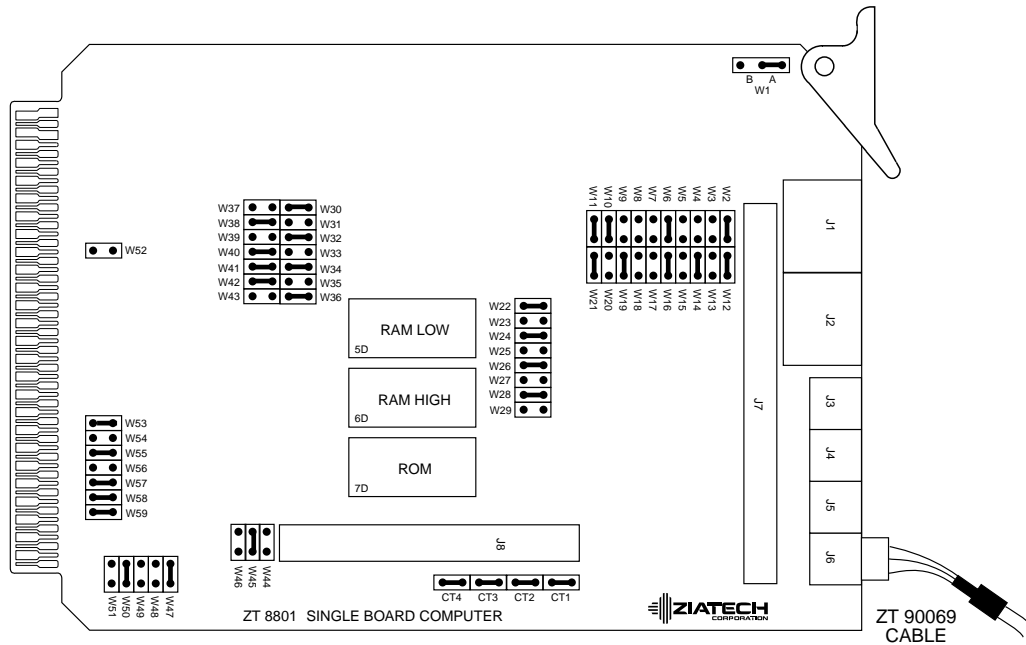 B A
W1
W11 W10 W9 W8 W7 W6 W5 W4 W3 W2
W21 W20 W19 W18 W17 W16 W15 W14 W13 W12
J1
J2
J3
J4
J5
J6
J7
W37 W30
W38 W31
W39 W32
W40 W33
W41 W34
W42 W35
W43 W36
W52
RAM LOW
5D
RAM HIGH
6D
ROM
7D
W22
W23
W24
W25
W26
W27
W28
W29
W53
W54
W55
W56
W57
W58
W59
W46 W45 W44
J8
W51 W50 W49 W48 W47
CT4 CT3 CT2 CT1
ZT 8801 SINGLE BOARD COMPUTER
ZIATECH
CORPORATION
ZT 90069
CABLE